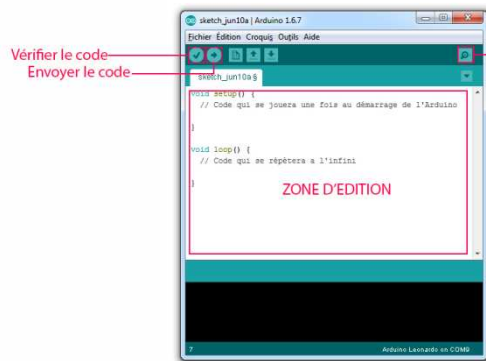 sketch_jun10a | Arduino 1.6.7
Fichier Édition Croquis Outils Aide
Vérifier le code
Envoyer le code
sketch_jun10a §
void setup() {
// Code qui se jouera une fois au démarrage de l'Arduino
}
void loop() {
// Code qui se répètera a l'infini
}
ZONE D'EDITION
7
Arduino Leonardo on COM9